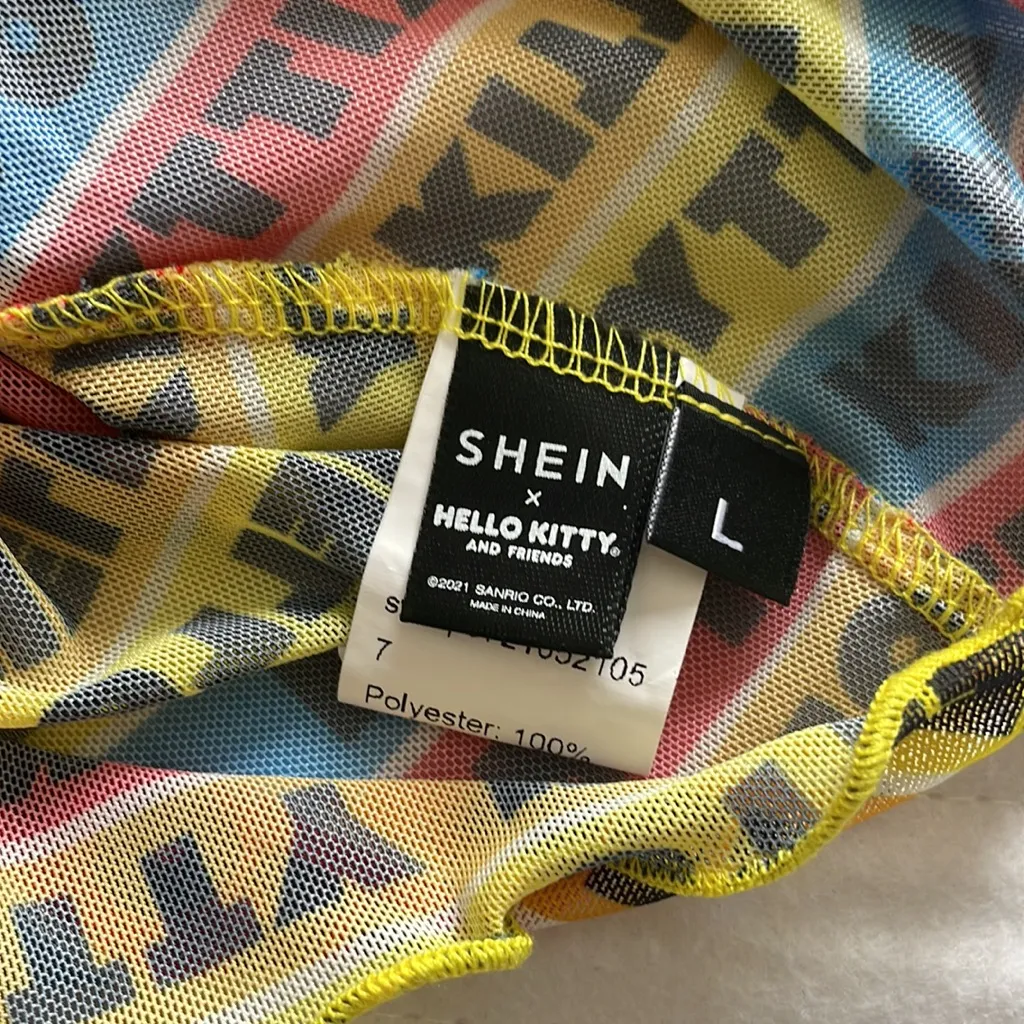 SHEIN
×
HELLO KITTY®
AND FRIENDS
©2021 SANRIO CO., LTD.
MADE IN CHINA
L
7
Polyester: 100%